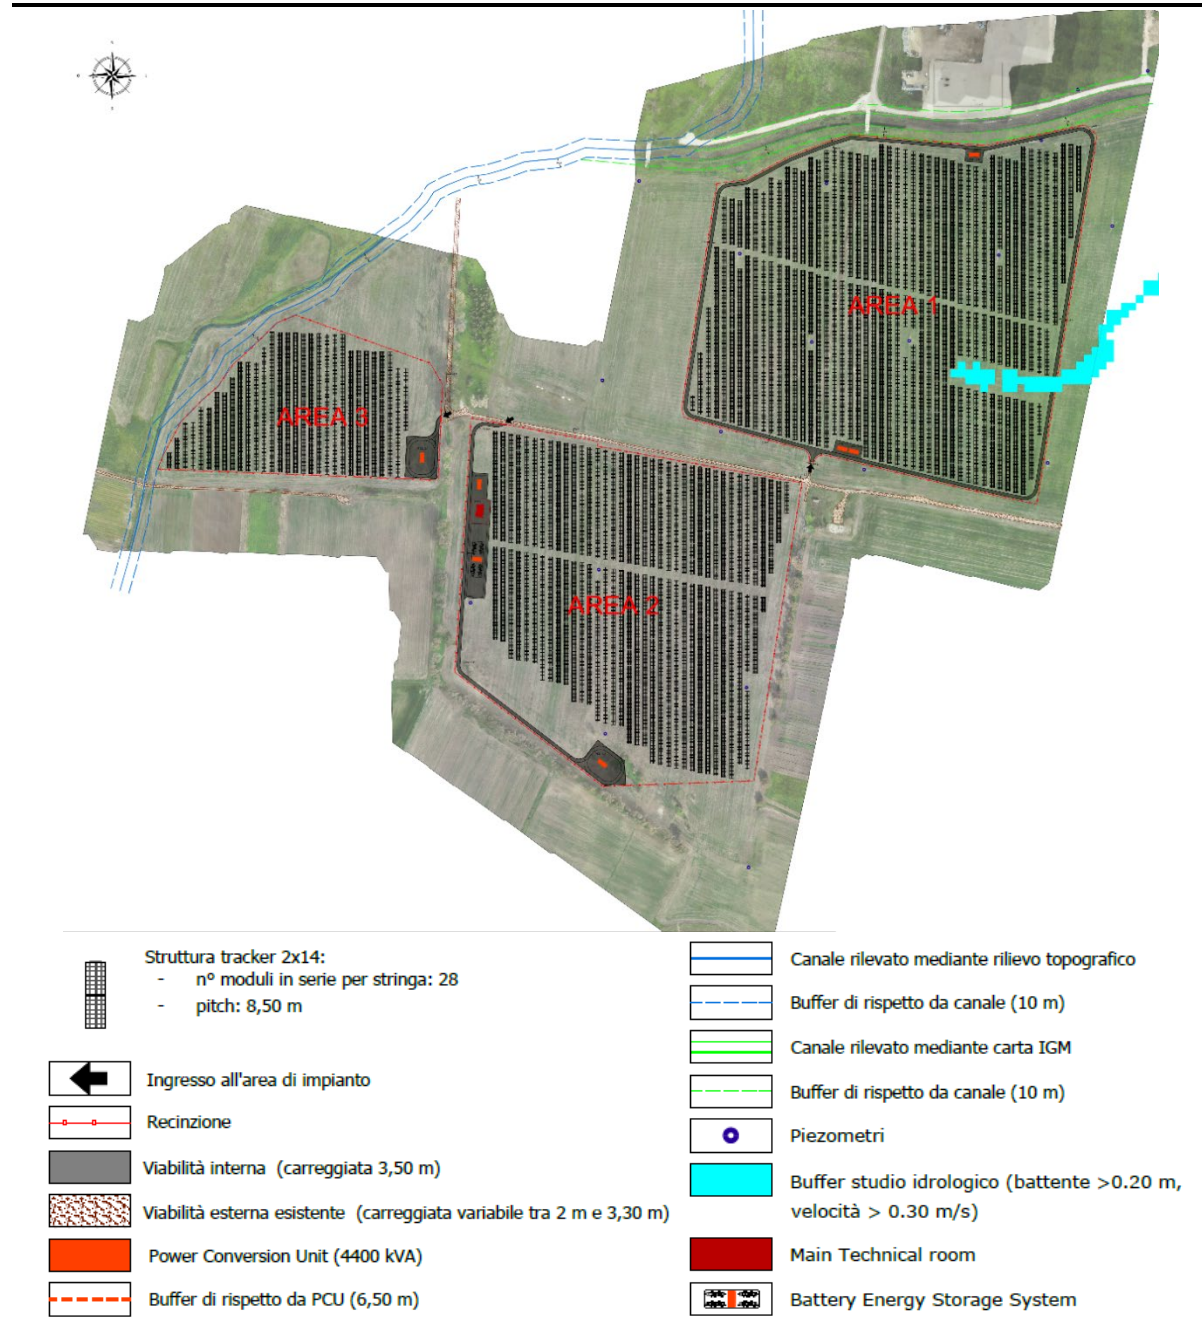 AREA 1
AREA 3
AREA 2
Struttura tracker 2x14:
- n° moduli in serie per stringa: 28
- pitch: 8,50 m
Ingresso all'area di impianto
Recinzione
Viabilità interna (carreggiata 3,50 m)
Viabilità esterna esistente (carreggiata variabile tra 2 m e 3,30 m)
Power Conversion Unit (4400 kVA)
Buffer di rispetto da PCU (6,50 m)
Canale rilevato mediante rilievo topografico
Buffer di rispetto da canale (10 m)
Canale rilevato mediante carta IGM
Buffer di rispetto da canale (10 m)
Piezometri
Buffer studio idrologico (battente >0.20 m,
velocità > 0.30 m/s)
Main Technical room
Battery Energy Storage System